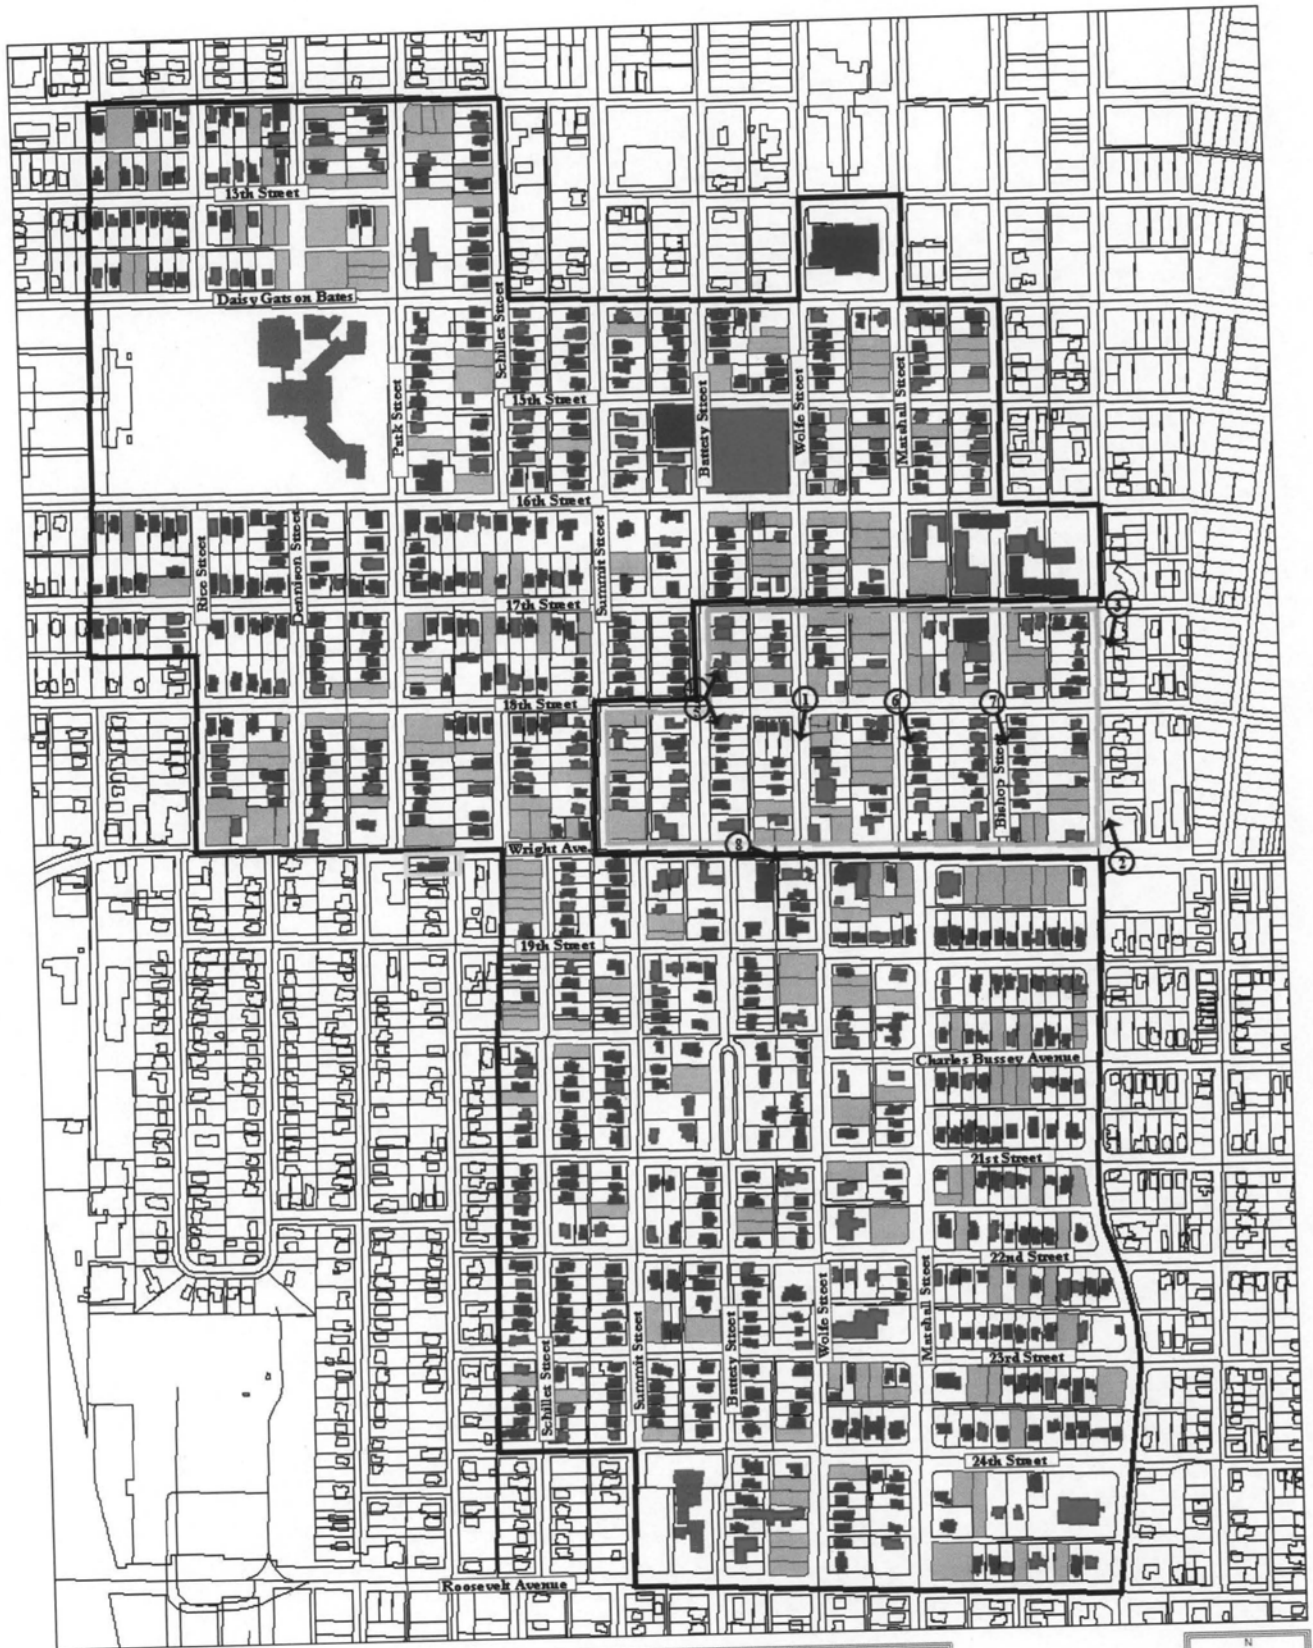 13th Street
Daisy Gatson Bates
Schiller Street
Park Street
15th Street
Battery Street
Wolfe Street
Marshall Street
16th Street
Rice Street
Dennison Street
Summit Street
17th Street
3
18th Street
1
6
7
Bishop Street
Wright Ave.
8
2
19th Street
Charles Bussey Avenue
21st Street
22nd Street
Schiller Street
Summit Street
Battery Street
Wolfe Street
Marshall Street
23rd Street
24th Street
Roosevelt Avenue
N